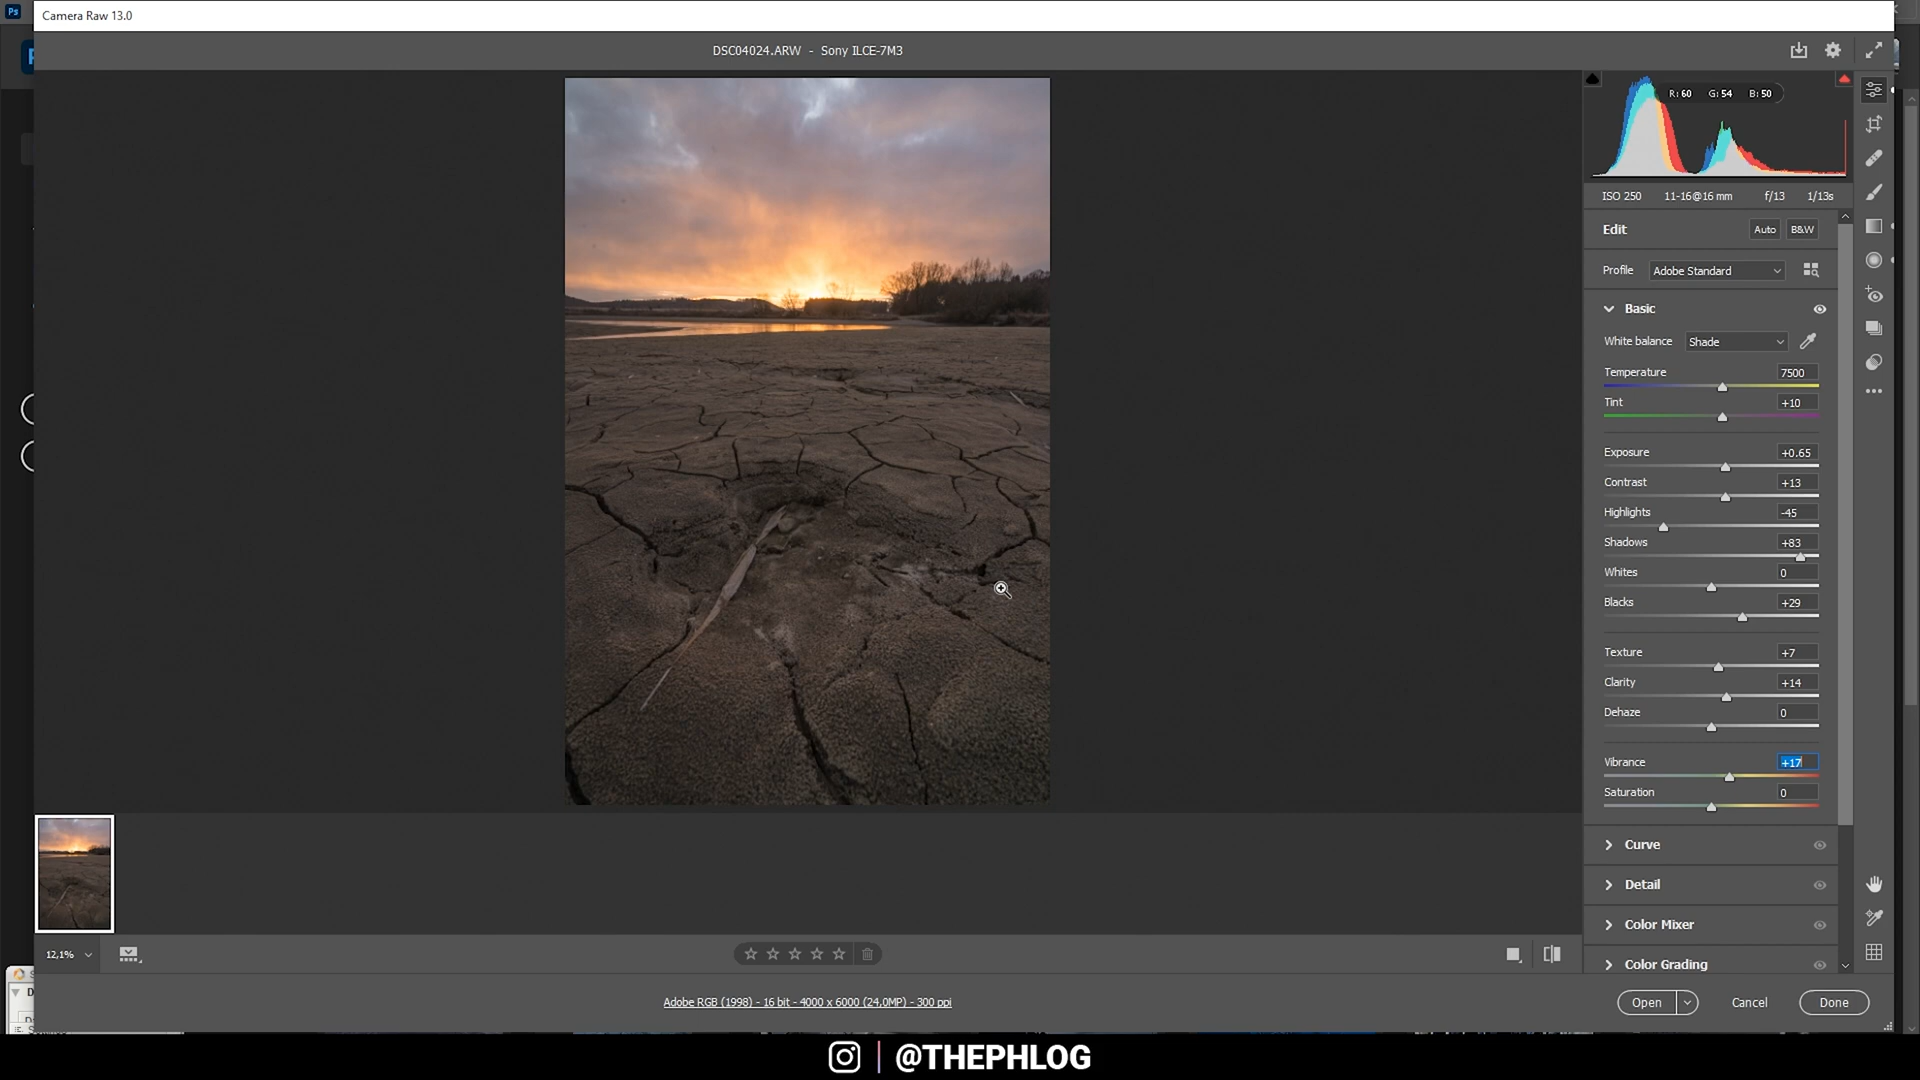 Ps
Camera Raw 13.0
DSC04024.ARW - Sony ILCE-7M3
R: 60 G: 54 B: 50
ISO 250 11-16@16 mm f/13 1/13s
Edit Auto B&W
Profile Adobe Standard
Basic
White balance Shade
Temperature 7500
Tint +10
Exposure +0.65
Contrast +13
Highlights -45
Shadows +83
Whites 0
Blacks +29
Texture +7
Clarity +14
Dehaze 0
Vibrance +17
Saturation 0
Curve
Detail
Color Mixer
Color Grading
12,1%
Adobe RGB (1998) - 16 bit - 4000 x 6000 (24,0MP) - 300 ppi
Open Cancel Done
@THEPHLOG